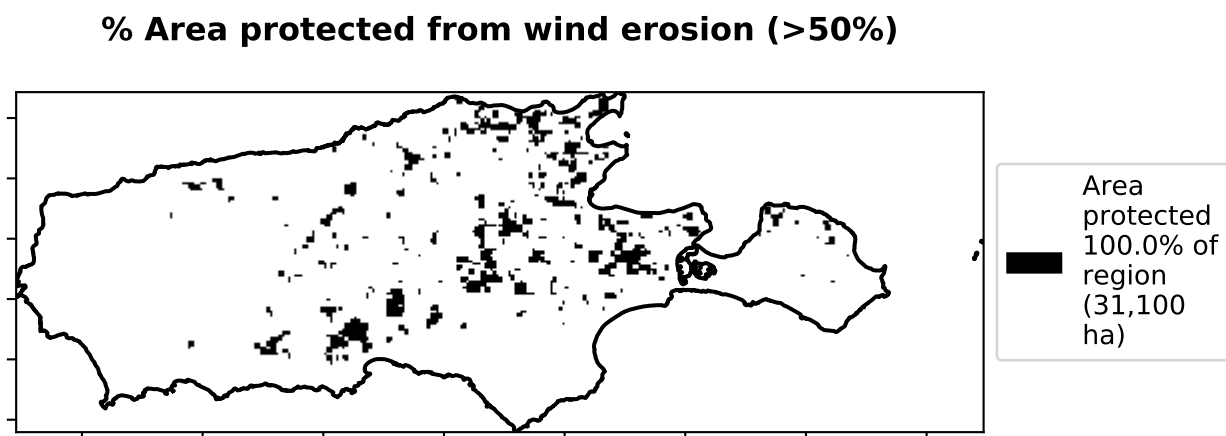 % Area protected from wind erosion (>50%)
Area
protected
100.0% of
region
(31,100
ha)